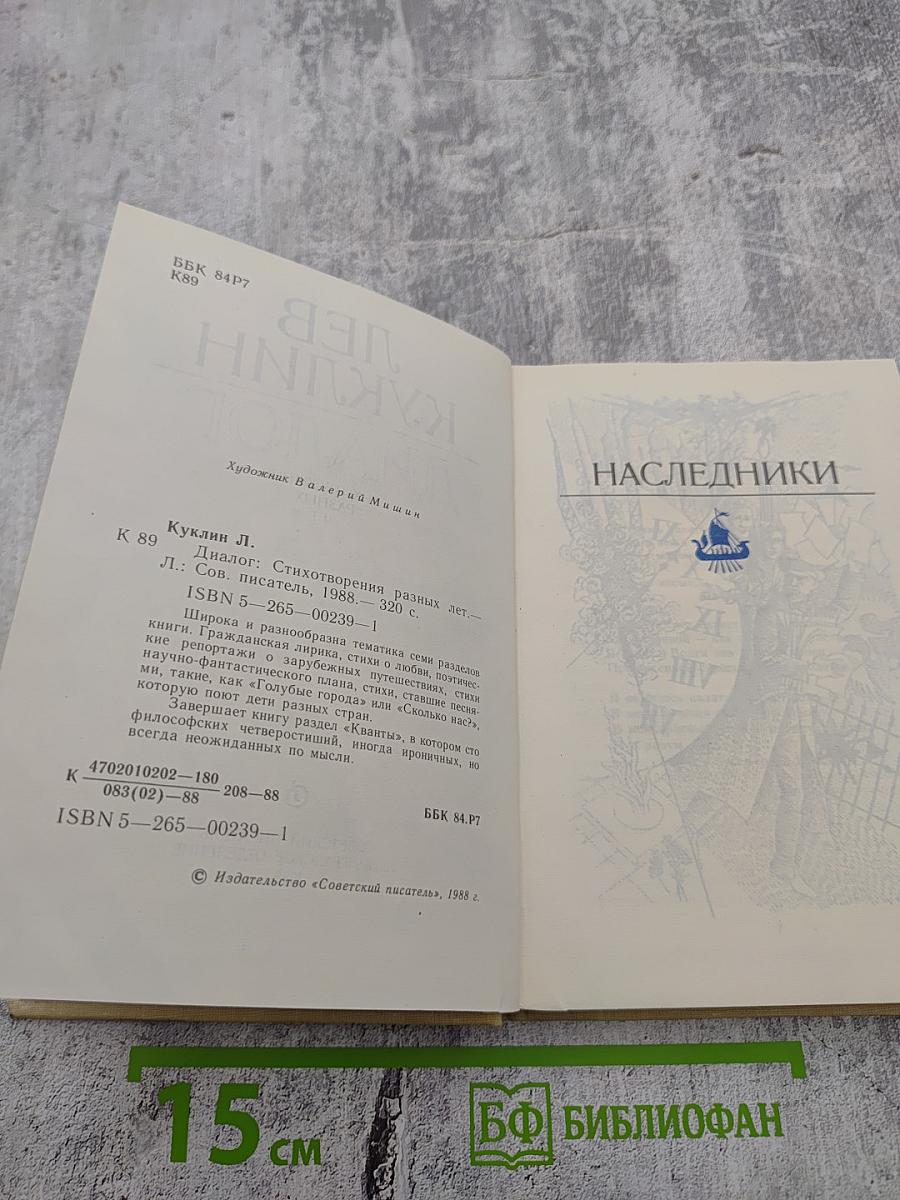 ББК 84Р7
К89
Художник Валерий Мишин
Куклин Л.
К 89 Диалог: Стихотворения разных лет.—
Л.: Сов. писатель, 1988.— 320 с.
ISBN 5—265—00239—1
Широка и разнообразна тематика семи разделов
книги. Гражданская лирика, стихи о любви, поэтичес-
кие репортажи о зарубежных путешествиях, стихи
научно-фантастического плана, стихи, ставшие песня-
ми, такие, как «Голубые города» или «Сколько нас?»,
которую поют дети разных стран.
Завершает книгу раздел «Кванты», в котором сто
философских четверостиший, иногда ироничных, но
всегда неожиданных по мысли.
К 4702010202—180
083(02)—88
208—88
ББК 84.Р7
ISBN 5—265—00239—1
© Издательство «Советский писатель», 1988 г.
НАСЛЕДНИКИ
15 см
БФ БИБЛИОФАН